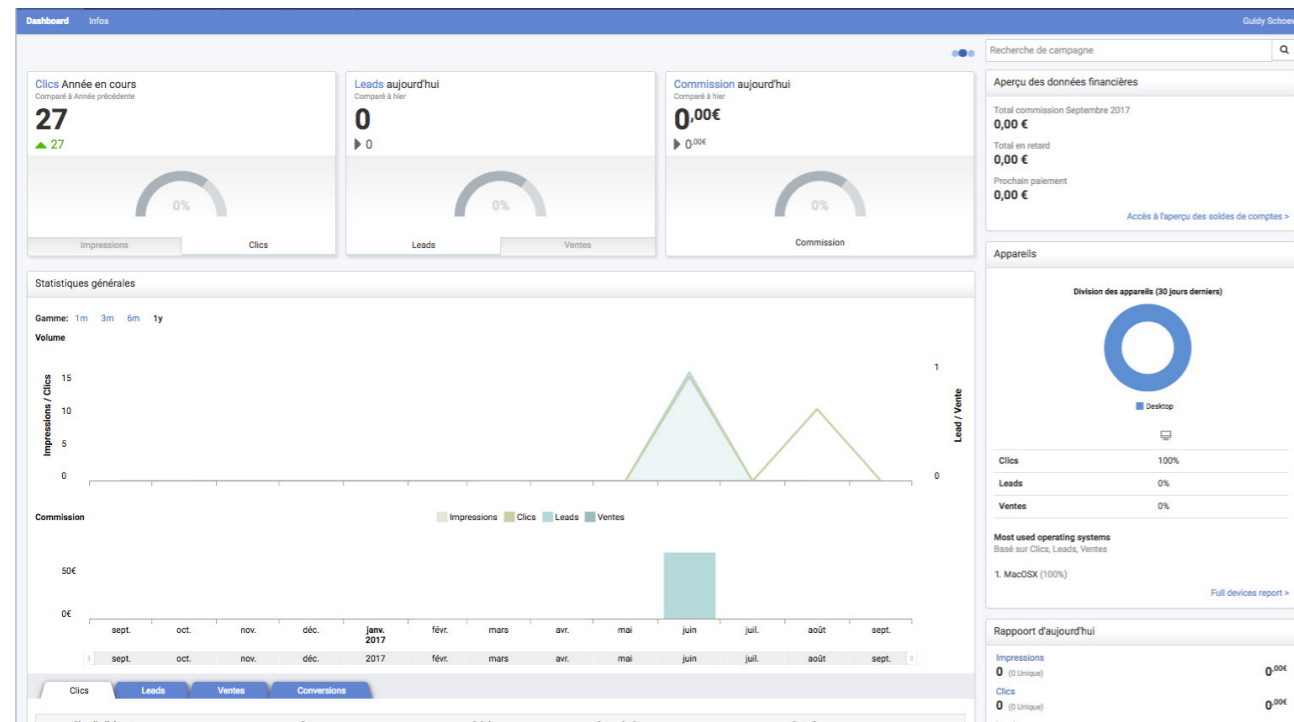 Dashboard Infos Guidy Schoev
Recherche de campagne
Clics Année en cours
Comparé à Année précédente
27
27
0%
Impressions Clics
Leads aujourd'hui
Comparé à hier
0
0
0%
Leads Ventes
Commission aujourd'hui
Comparé à hier
0,00€
0,00€
0%
Commission
Statistiques générales
Gamme: 1m 3m 6m 1y
Volume
Impressions / Clics
15
10
5
0
1
0
Lead / Vente
Commission
Impressions Clics Leads Ventes
50€
0€
sept. oct. nov. déc. janv. févr. mars avr. mai juin juil. août sept.
2017
sept. oct. nov. déc. 2017 févr. mars avr. mai juin juil. août sept.
Clics Leads Ventes Conversions
Aperçu des données financières
Total commission Septembre 2017
0,00 €
Total en retard
0,00 €
Prochain paiement
0,00 €
Accès à l'aperçu des soldes de comptes >
Appareils
Division des appareils (30 jours derniers)
Desktop
Clics 100%
Leads 0%
Ventes 0%
Most used operating systems
Basé sur Clics, Leads, Ventes
1. MacOSX (100%)
Full devices report >
Rappoort d'aujourd'hui
Impressions
0 (0 Unique) 0,00€
Clics
0 (0 Unique) 0,00€